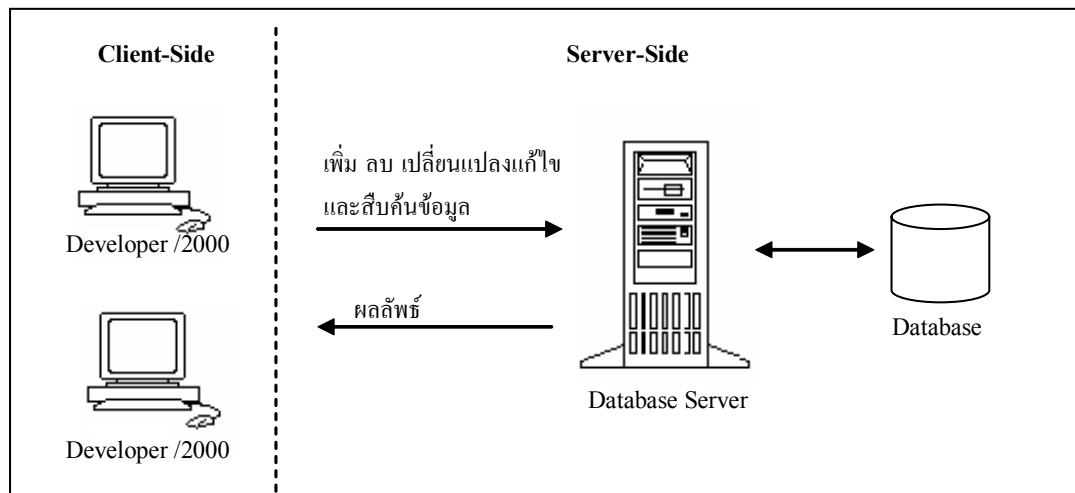 Client-Side
Server-Side
เพิ่ม ลบ เปลี่ยนแปลงแก้ไข
และสืบค้นข้อมูล
Developer /2000
ผลลัพธ์
Database
Database Server
Developer /2000